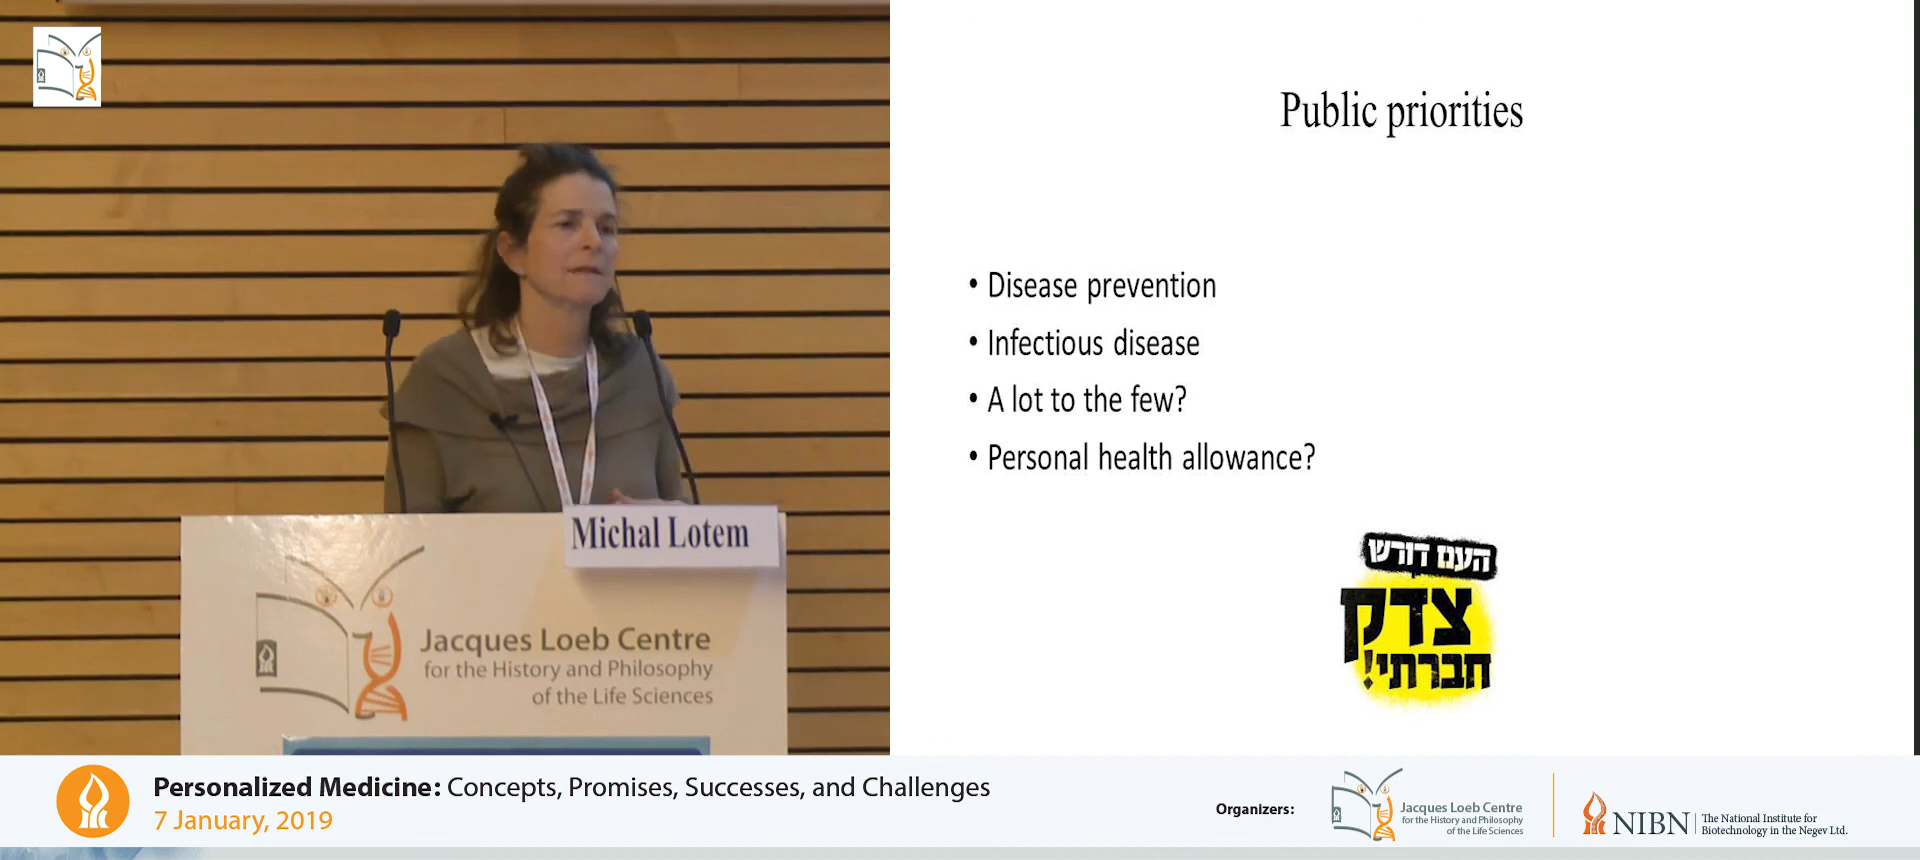 Public priorities
• Disease prevention
• Infectious disease
• A lot to the few?
• Personal health allowance?
העם דורש
צדק
חברתי!
Michal Lotem
Jacques Loeb Centre
for the History and Philosophy
of the Life Sciences
Personalized Medicine: Concepts, Promises, Successes, and Challenges
7 January, 2019
Organizers:
Jacques Loeb Centre
for the History and Philosophy
of the Life Sciences
NIBN
The National Institute for
Biotechnology in the Negev Ltd.